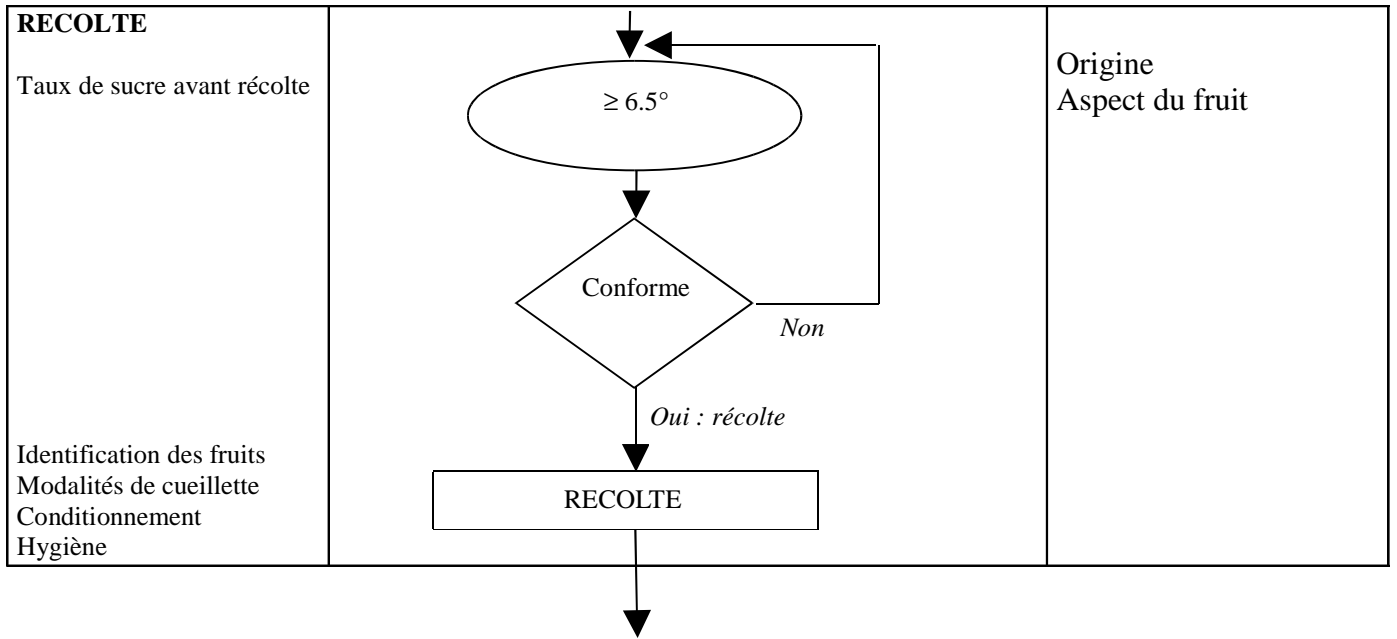 RECOLTE
Taux de sucre avant récolte
Identification des fruits
Modalités de cueillette
Conditionnement
Hygiène
≥ 6.5°
Conforme
Non
Oui : récolte
RECOLTE
Origine
Aspect du fruit